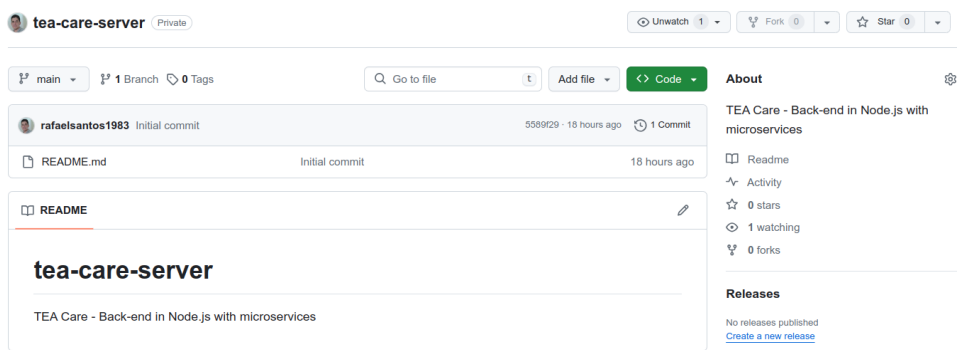 tea-care-server Private
Unwatch 1 Fork 0 Star 0
main 1 Branch 0 Tags Go to file t Add file Code
rafaelsantos1983 Initial commit 5589f29 · 18 hours ago 1 Commit
README.md Initial commit 18 hours ago
README
tea-care-server
TEA Care - Back-end in Node.js with microservices
About
TEA Care - Back-end in Node.js with
microservices
Readme
Activity
0 stars
1 watching
0 forks
Releases
No releases published
Create a new release